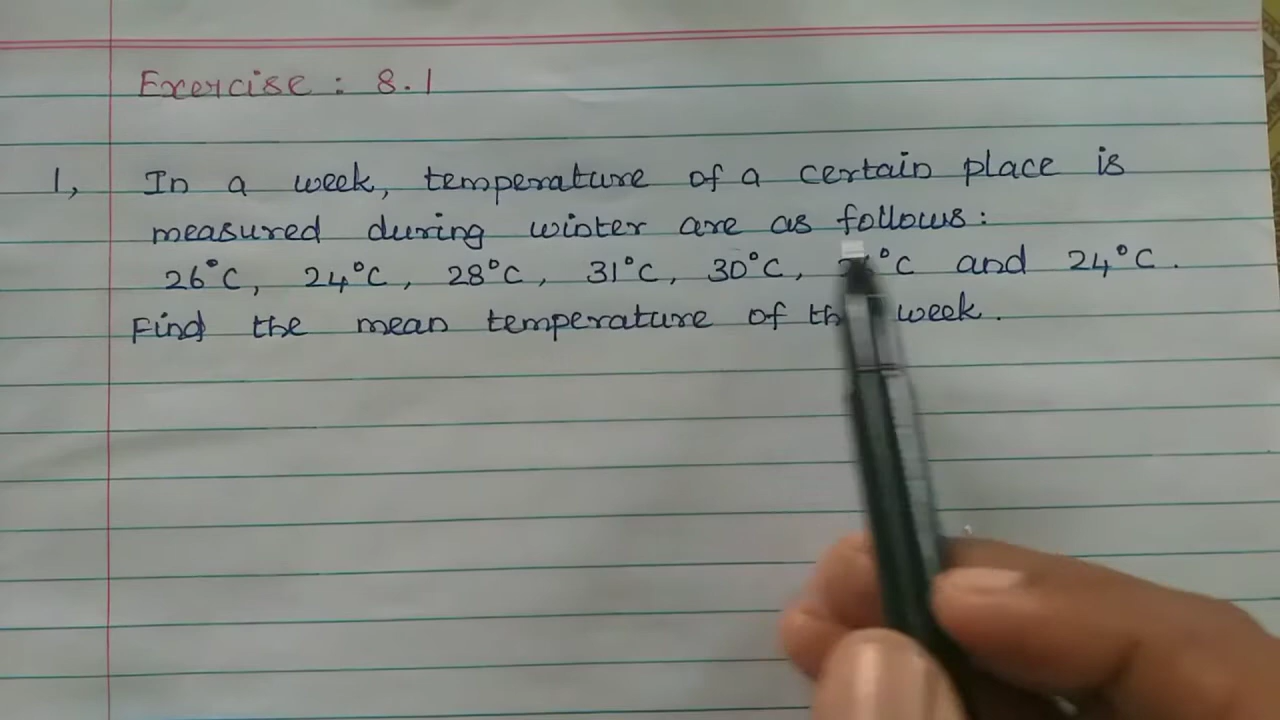 Exercise : 8.1
1, In a week, temperature of a certain place is
measured during winter are as follows:
26°C, 24°C, 28°C, 31°C, 30°C, °C and 24°C.
Find the mean temperature of week.